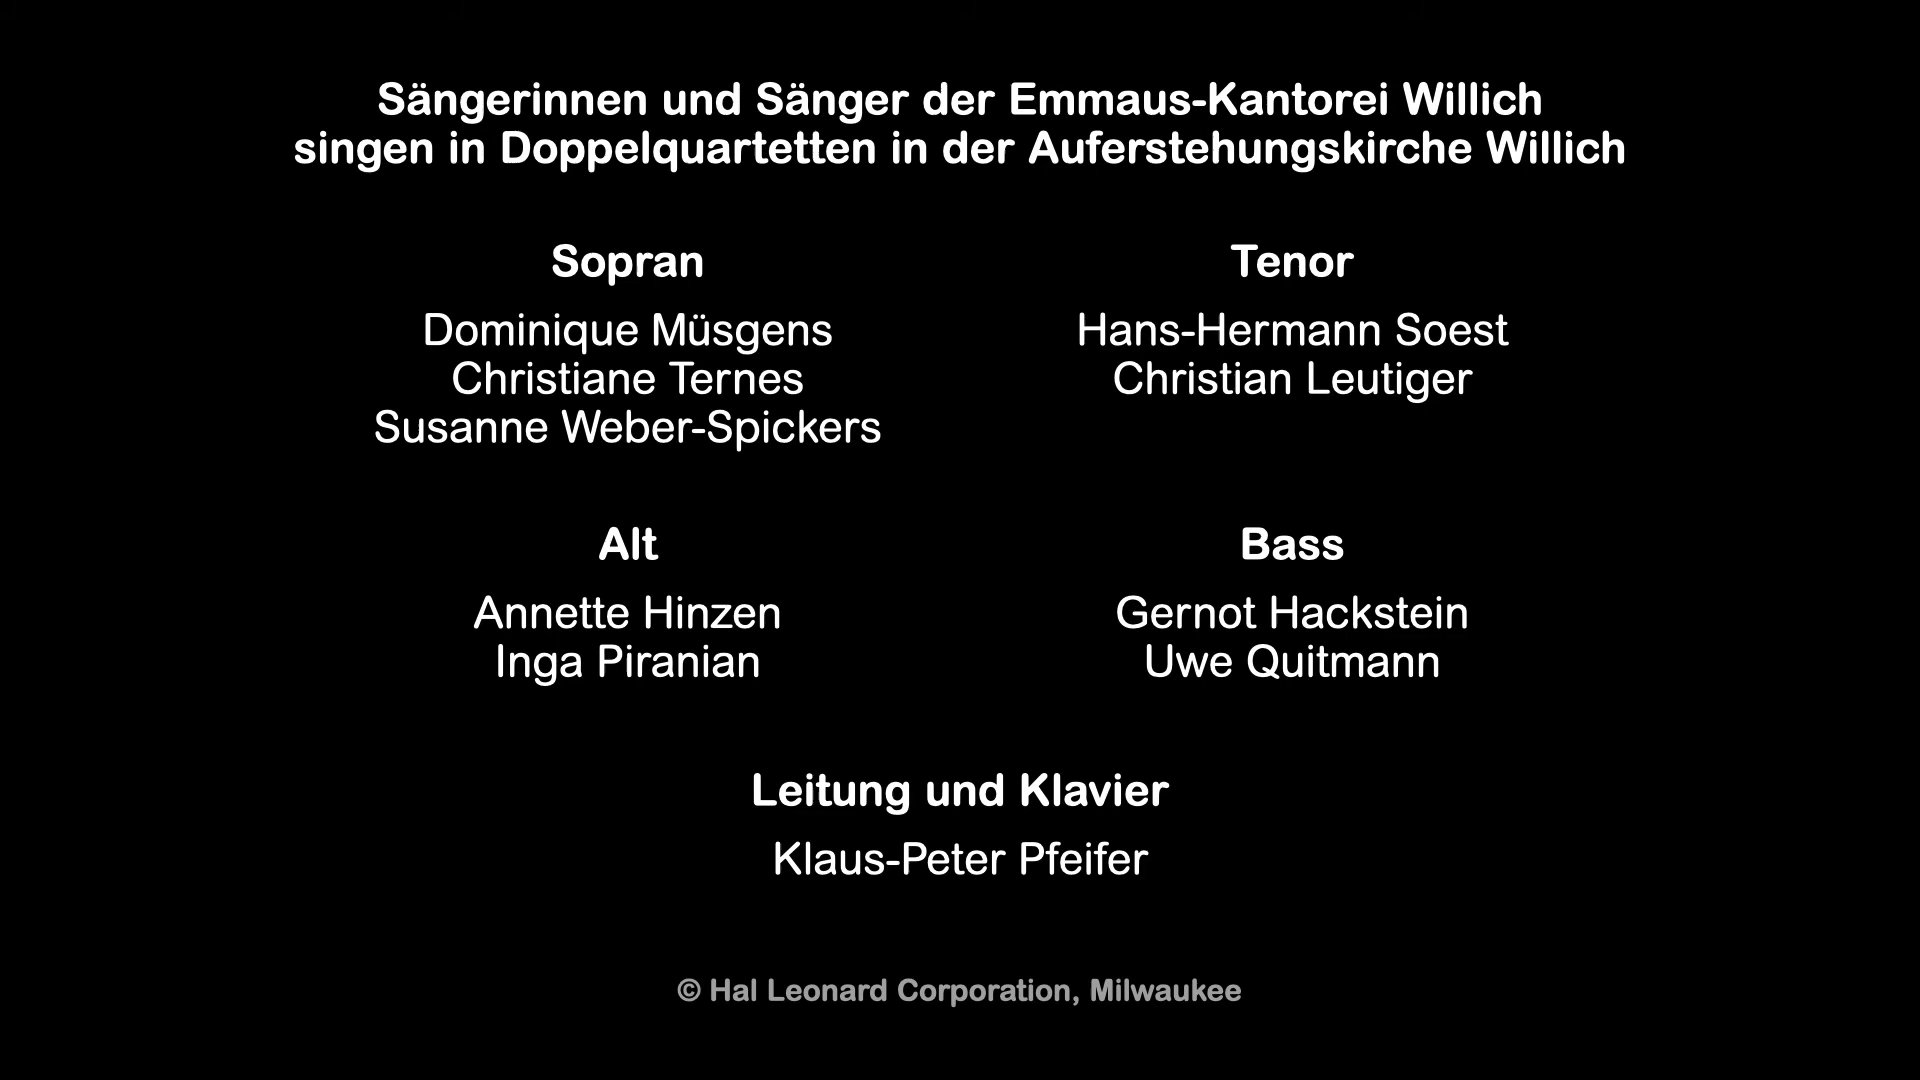 Sängerinnen und Sänger der Emmaus-Kantorei Willich
singen in Doppelquartetten in der Auferstehungskirche Willich
Sopran
Dominique Müsgens
Christiane Ternes
Susanne Weber-Spickers
Tenor
Hans-Hermann Soest
Christian Leutiger
Alt
Annette Hinzen
Inga Piranian
Bass
Gernot Hackstein
Uwe Quitmann
Leitung und Klavier
Klaus-Peter Pfeifer
© Hal Leonard Corporation, Milwaukee